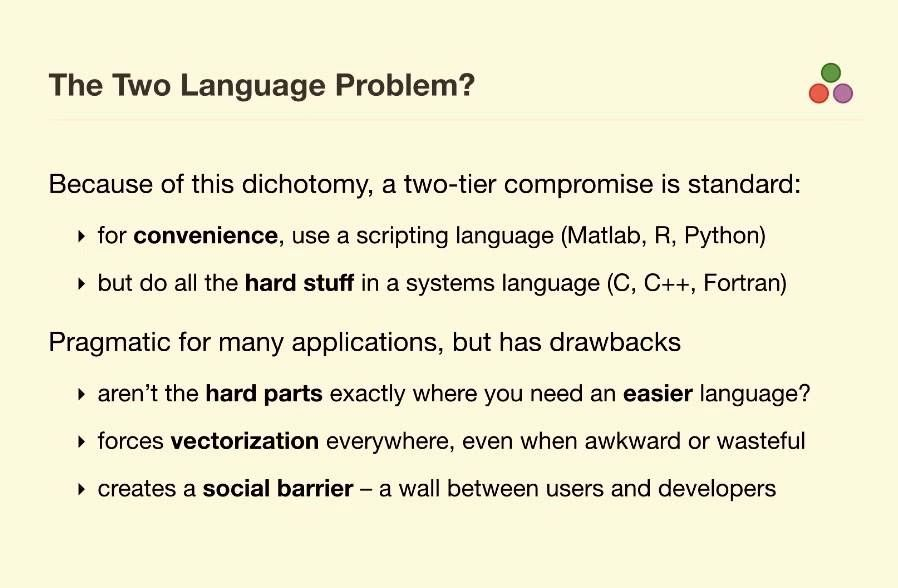 The Two Language Problem?
Because of this dichotomy, a two-tier compromise is standard:
‣ for convenience, use a scripting language (Matlab, R, Python)
‣ but do all the hard stuff in a systems language (C, C++, Fortran)
Pragmatic for many applications, but has drawbacks
‣ aren’t the hard parts exactly where you need an easier language?
‣ forces vectorization everywhere, even when awkward or wasteful
‣ creates a social barrier – a wall between users and developers